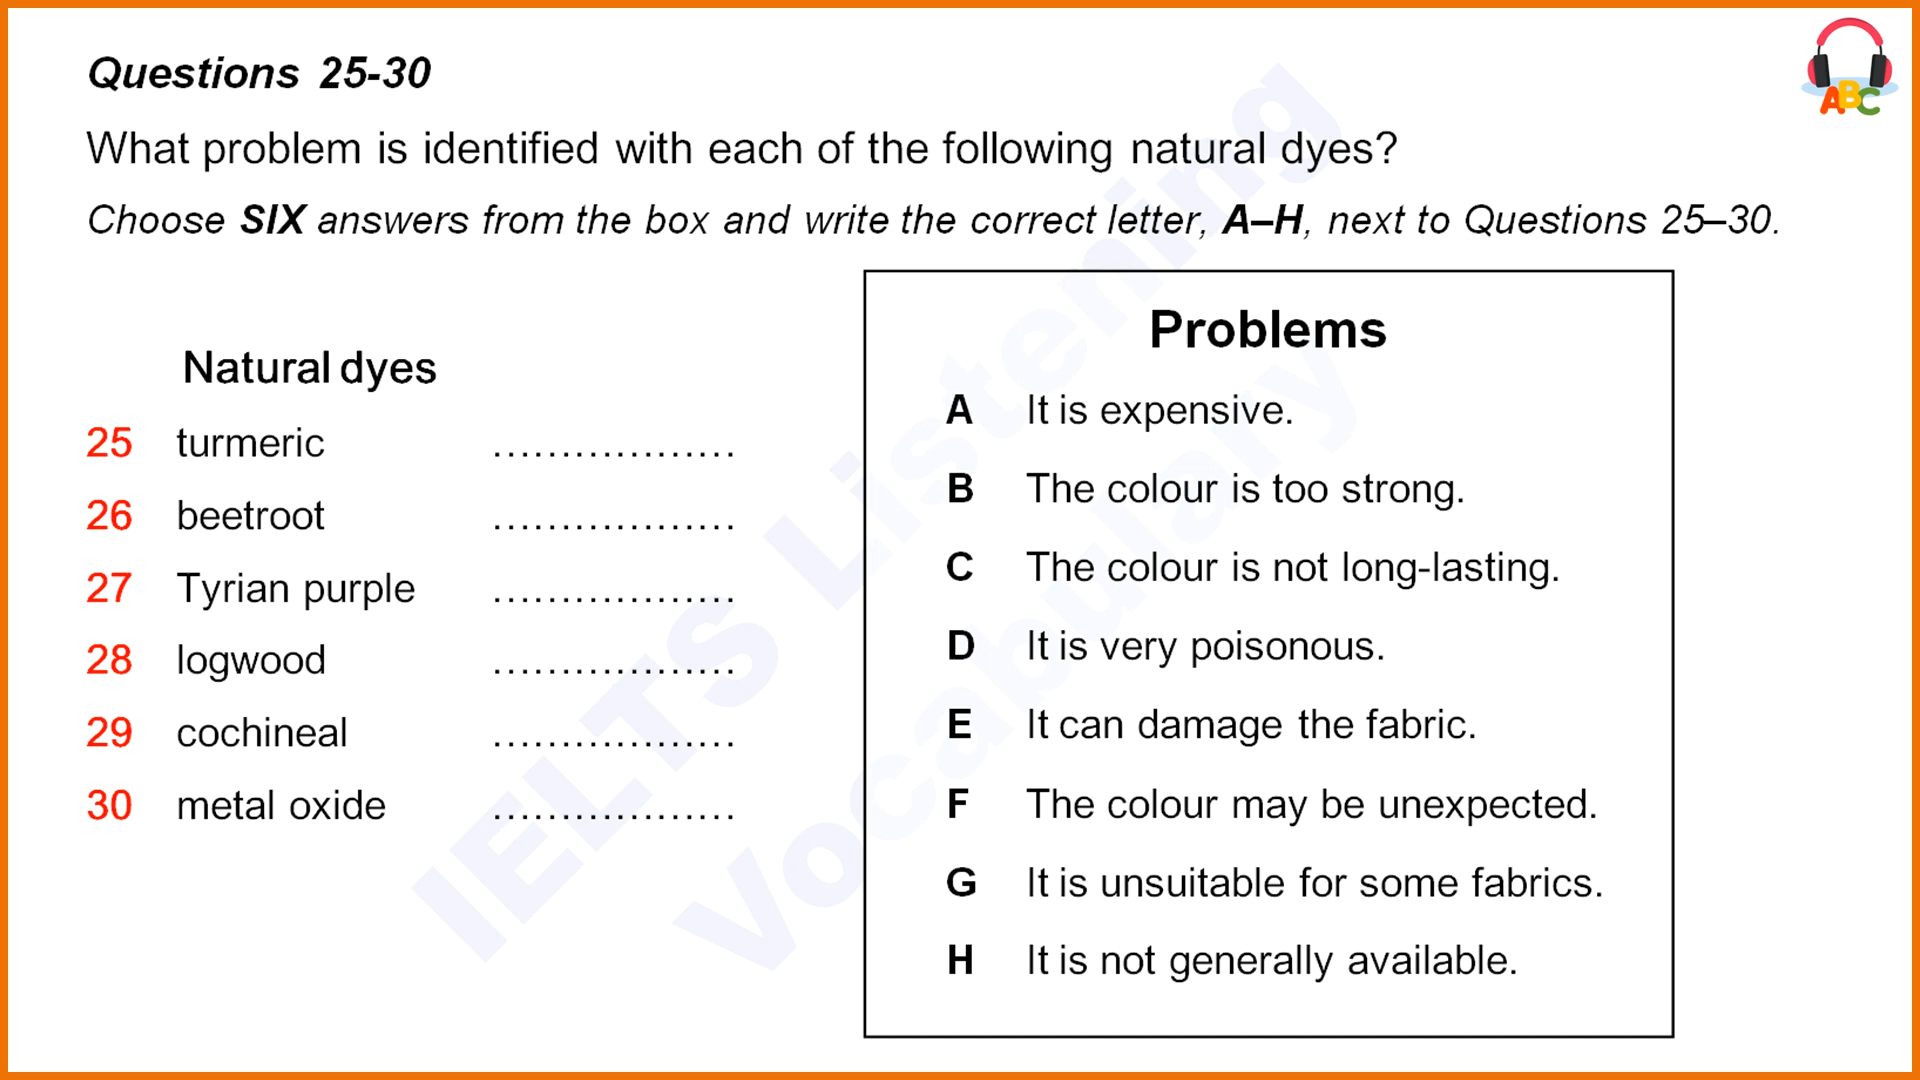 Questions 25-30
What problem is identified with each of the following natural dyes?
Choose SIX answers from the box and write the correct letter, A–H, next to Questions 25–30.
Natural dyes
25 turmeric ..................
26 beetroot ..................
27 Tyrian purple ..................
28 logwood ..................
29 cochineal ..................
30 metal oxide ..................
Problems
A It is expensive.
B The colour is too strong.
C The colour is not long-lasting.
D It is very poisonous.
E It can damage the fabric.
F The colour may be unexpected.
G It is unsuitable for some fabrics.
H It is not generally available.
IELTS Listening
Vocabulary
ABC